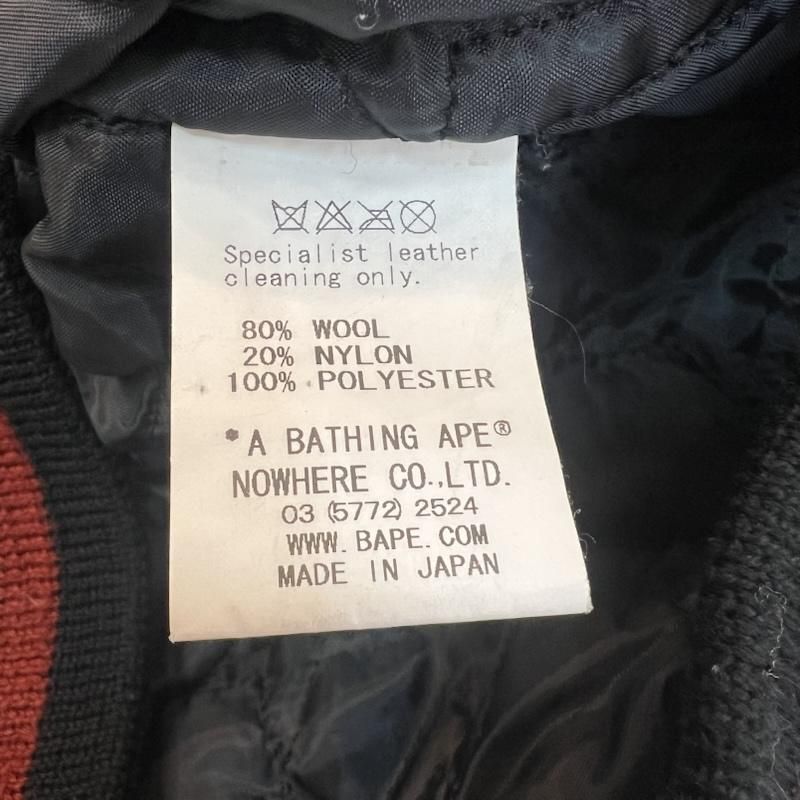 Specialist leather
cleaning only.
80% WOOL
20% NYLON
100% POLYESTER
*A BATHING APE®
NOWHERE CO.,LTD.
03 (5772) 2524
WWW. BAPE. COM
MADE IN JAPAN